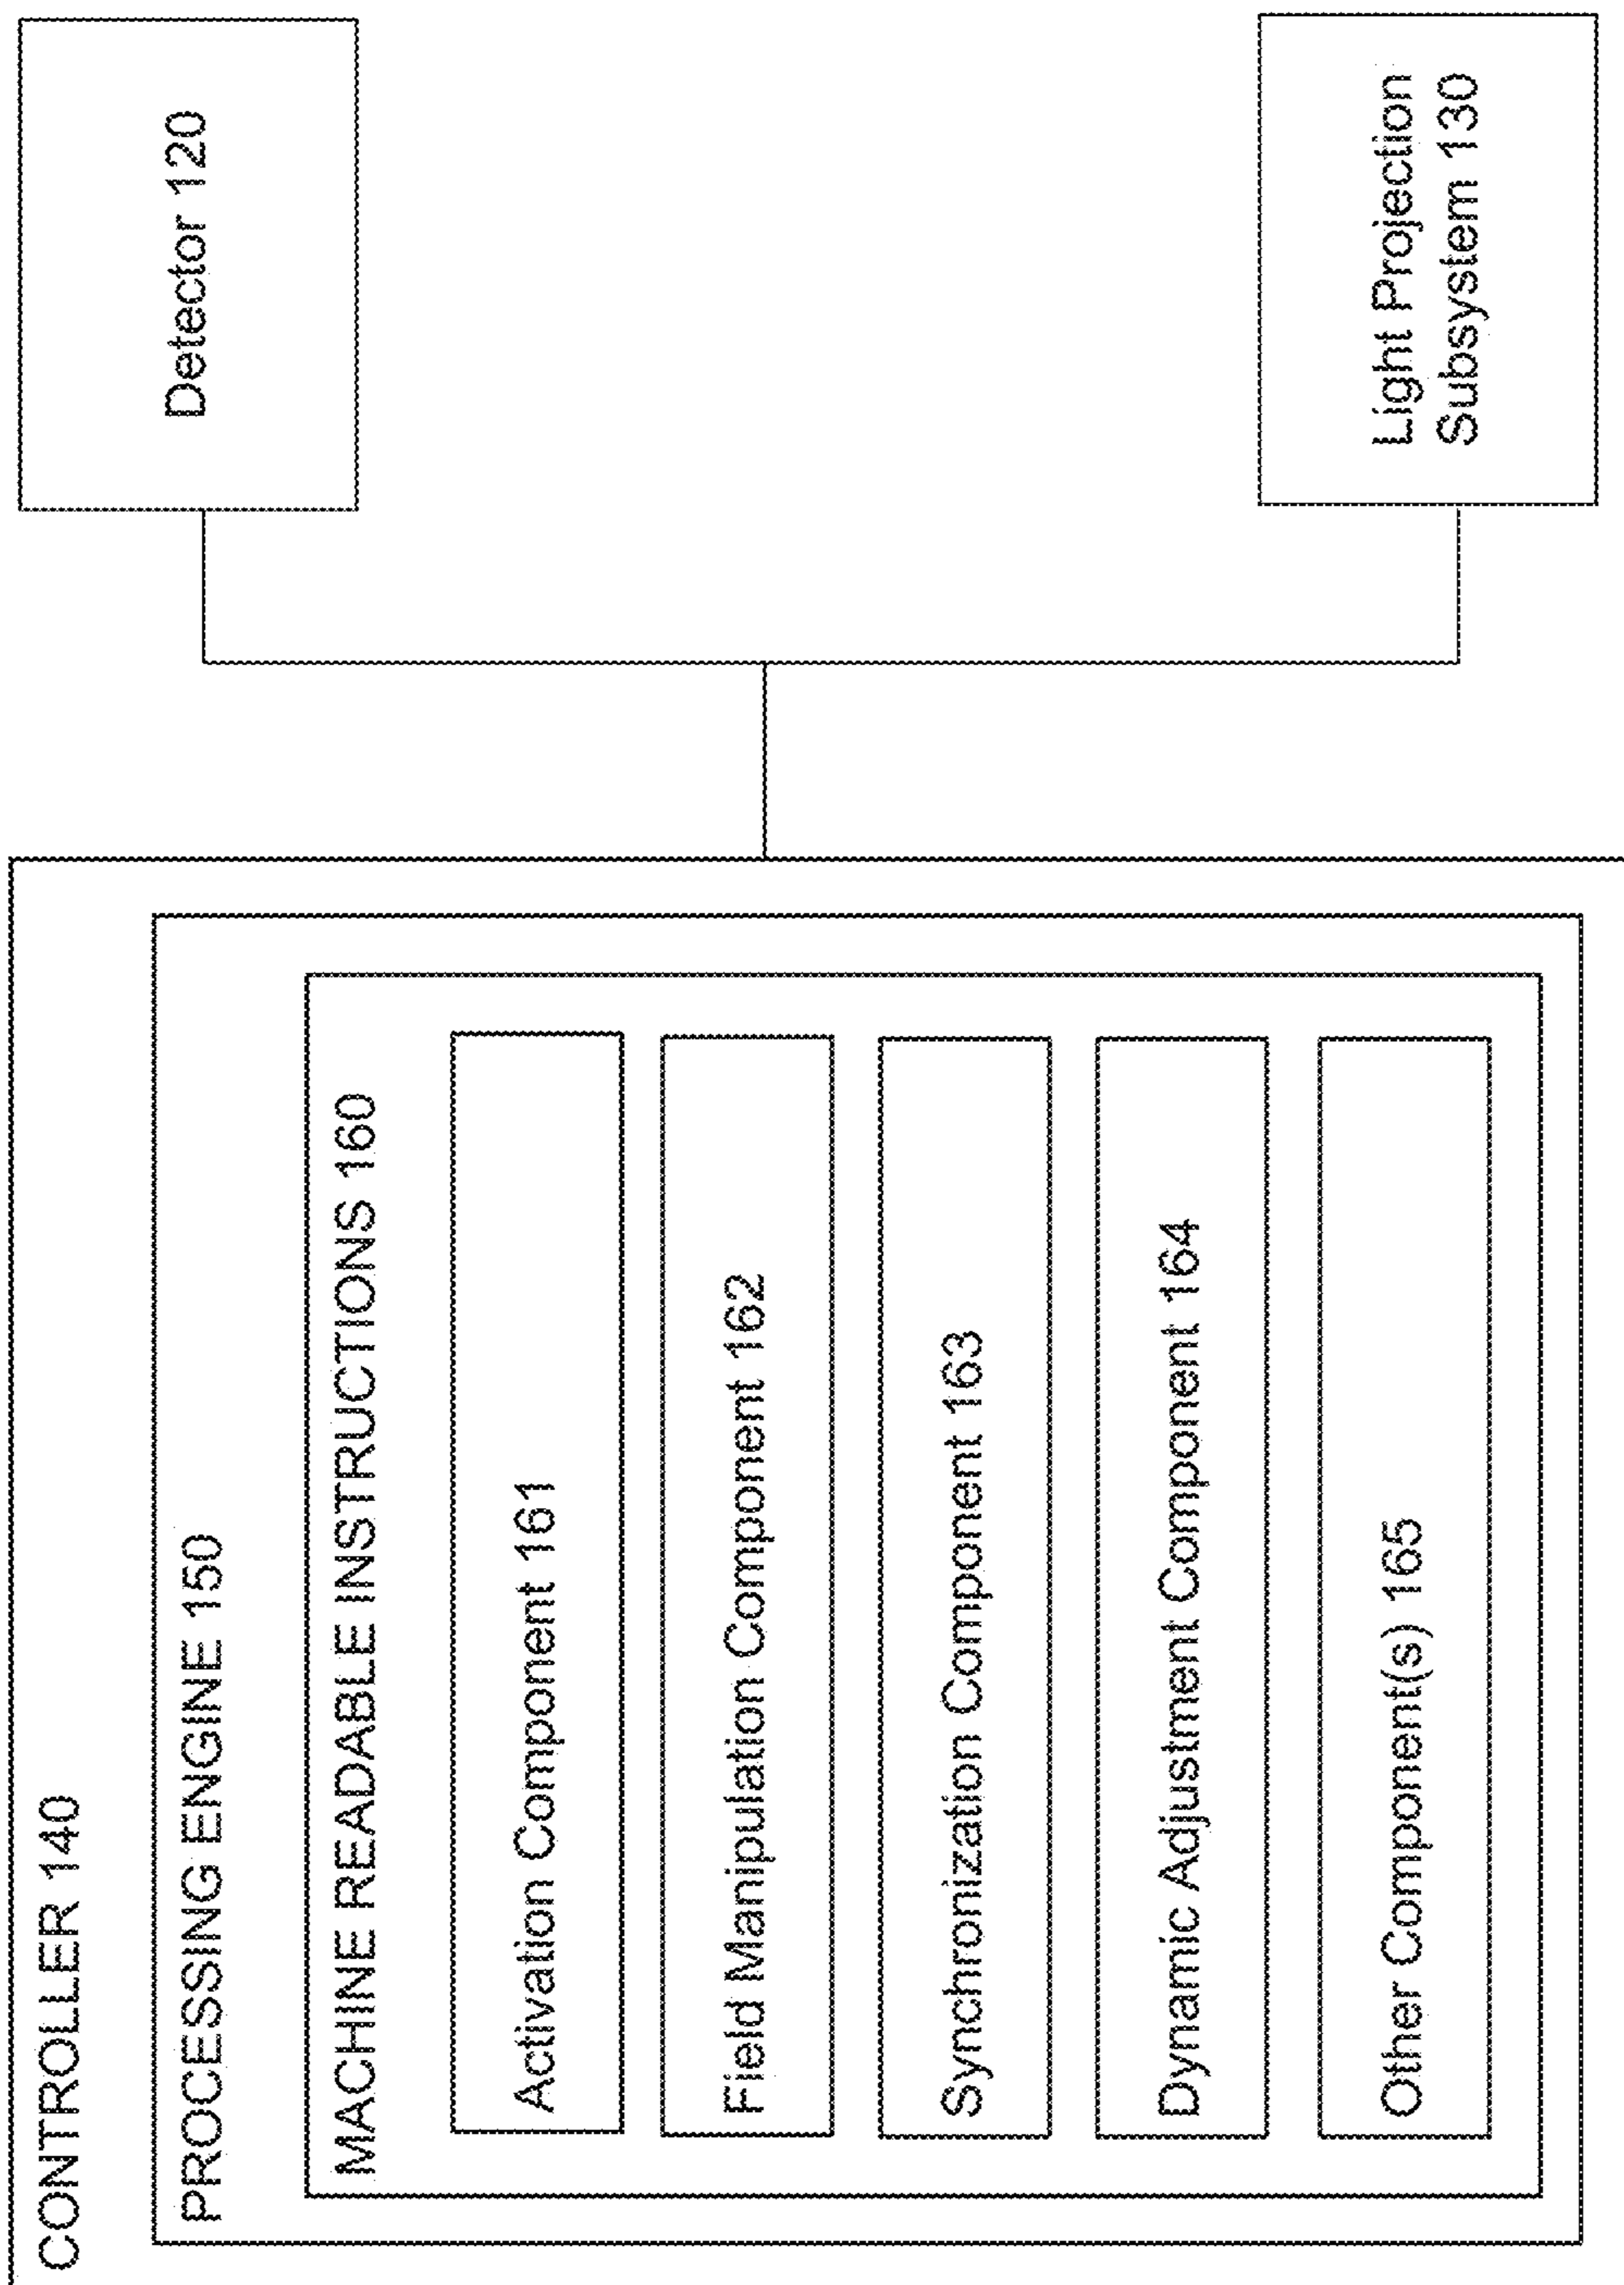 CONTROLLER 140
PROCESSING ENGINE 150
MACHINE READABLE INSTRUCTIONS 160
Activation Component 161
Field Manipulation Component 162
Synchronization Component 163
Dynamic Adjustment Component 164
Other Component(s) 165
Detector 120
Light Projection
Subsystem 130